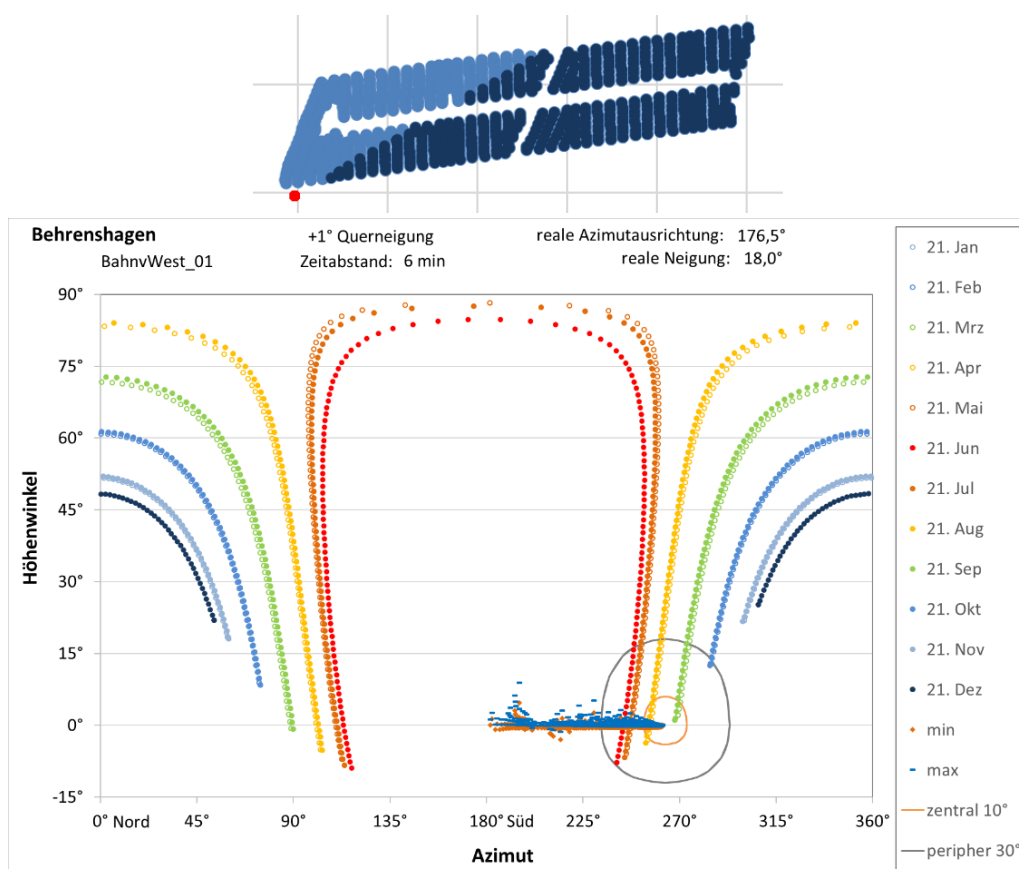 Behrenshagen +1° Querneigung reale Azimutausrichtung: 176,5°
BahnvWest_01 Zeitabstand: 6 min reale Neigung: 18,0°
90°
75°
60°
45°
30°
15°
0°
-15°
Höhenwinkel
0° Nord 45° 90° 135° 180° Süd 225° 270° 315° 360°
Azimut
21. Jan
21. Feb
21. Mrz
21. Apr
21. Mai
21. Jun
21. Jul
21. Aug
21. Sep
21. Okt
21. Nov
21. Dez
min
max
zentral 10°
peripher 30°